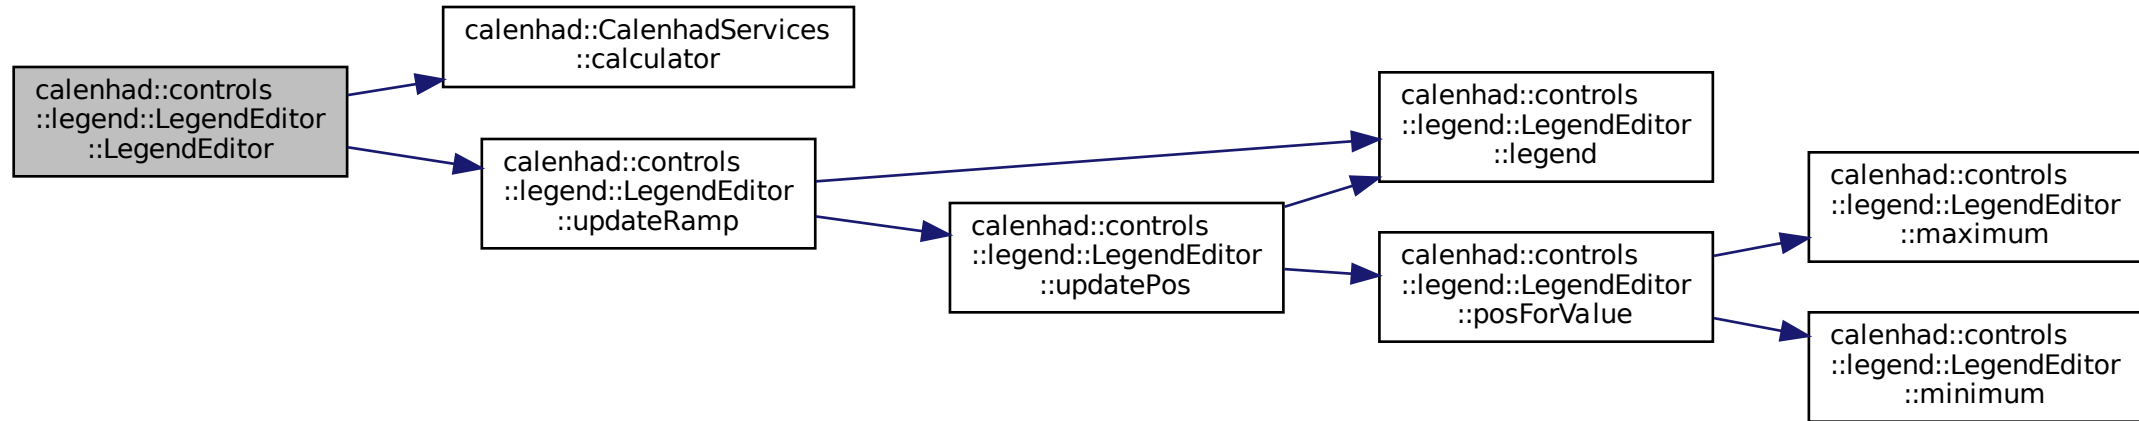 calenhad::controls
::legend::LegendEditor
::LegendEditor
calenhad::CalenhadServices
::calculator
calenhad::controls
::legend::LegendEditor
::updateRamp
calenhad::controls
::legend::LegendEditor
::legend
calenhad::controls
::legend::LegendEditor
::updatePos
calenhad::controls
::legend::LegendEditor
::posForValue
calenhad::controls
::legend::LegendEditor
::maximum
calenhad::controls
::legend::LegendEditor
::minimum